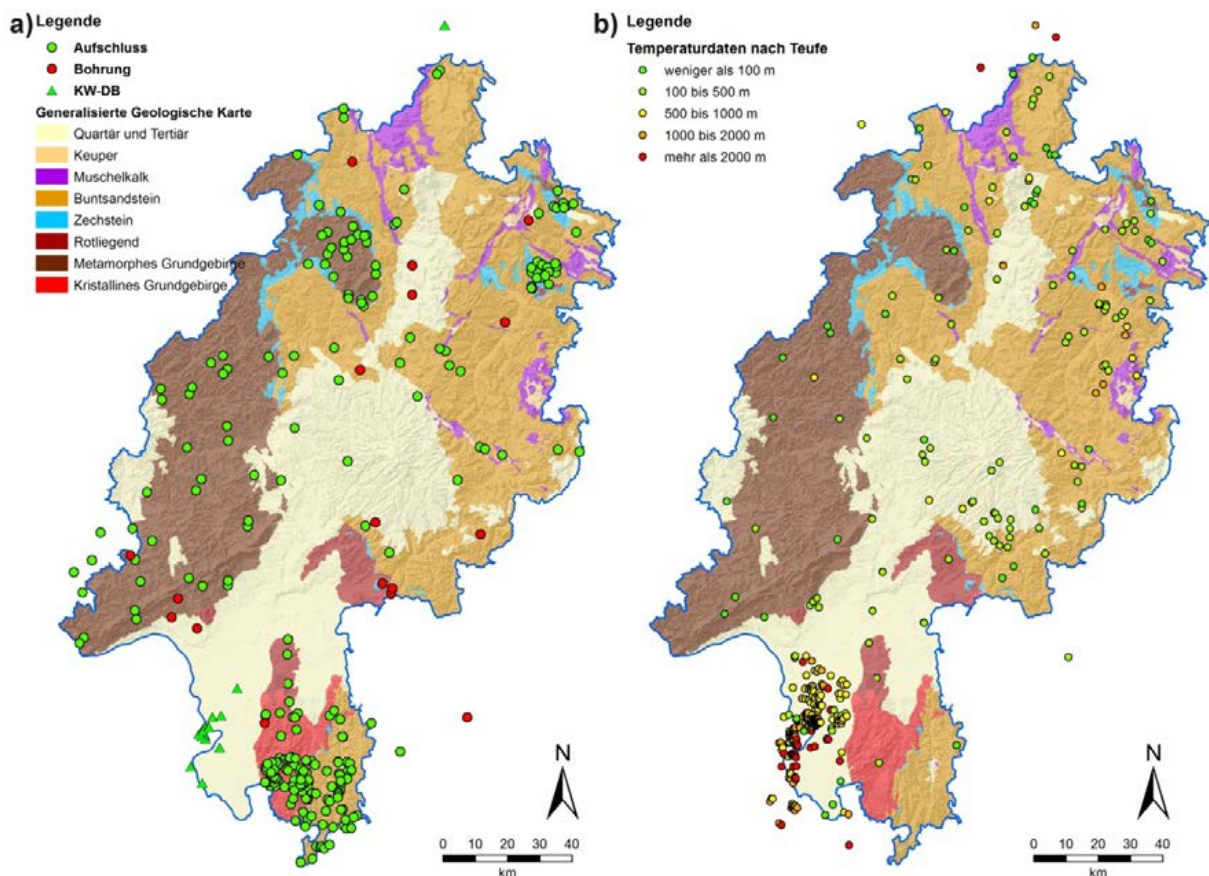 a) Legende
Aufschluss
Bohrung
KW-DB
Generalisierte Geologische Karte
Quartär und Tertiär
Keuper
Muschelkalk
Buntsandstein
Zechstein
Rotliegend
Metamorphes Grundgebirge
Kristallines Grundgebirge
N
0 10 20 30 40
km
b) Legende
Temperaturdaten nach Teufe
weniger als 100 m
100 bis 500 m
500 bis 1000 m
1000 bis 2000 m
mehr als 2000 m
N
0 10 20 30 40
km